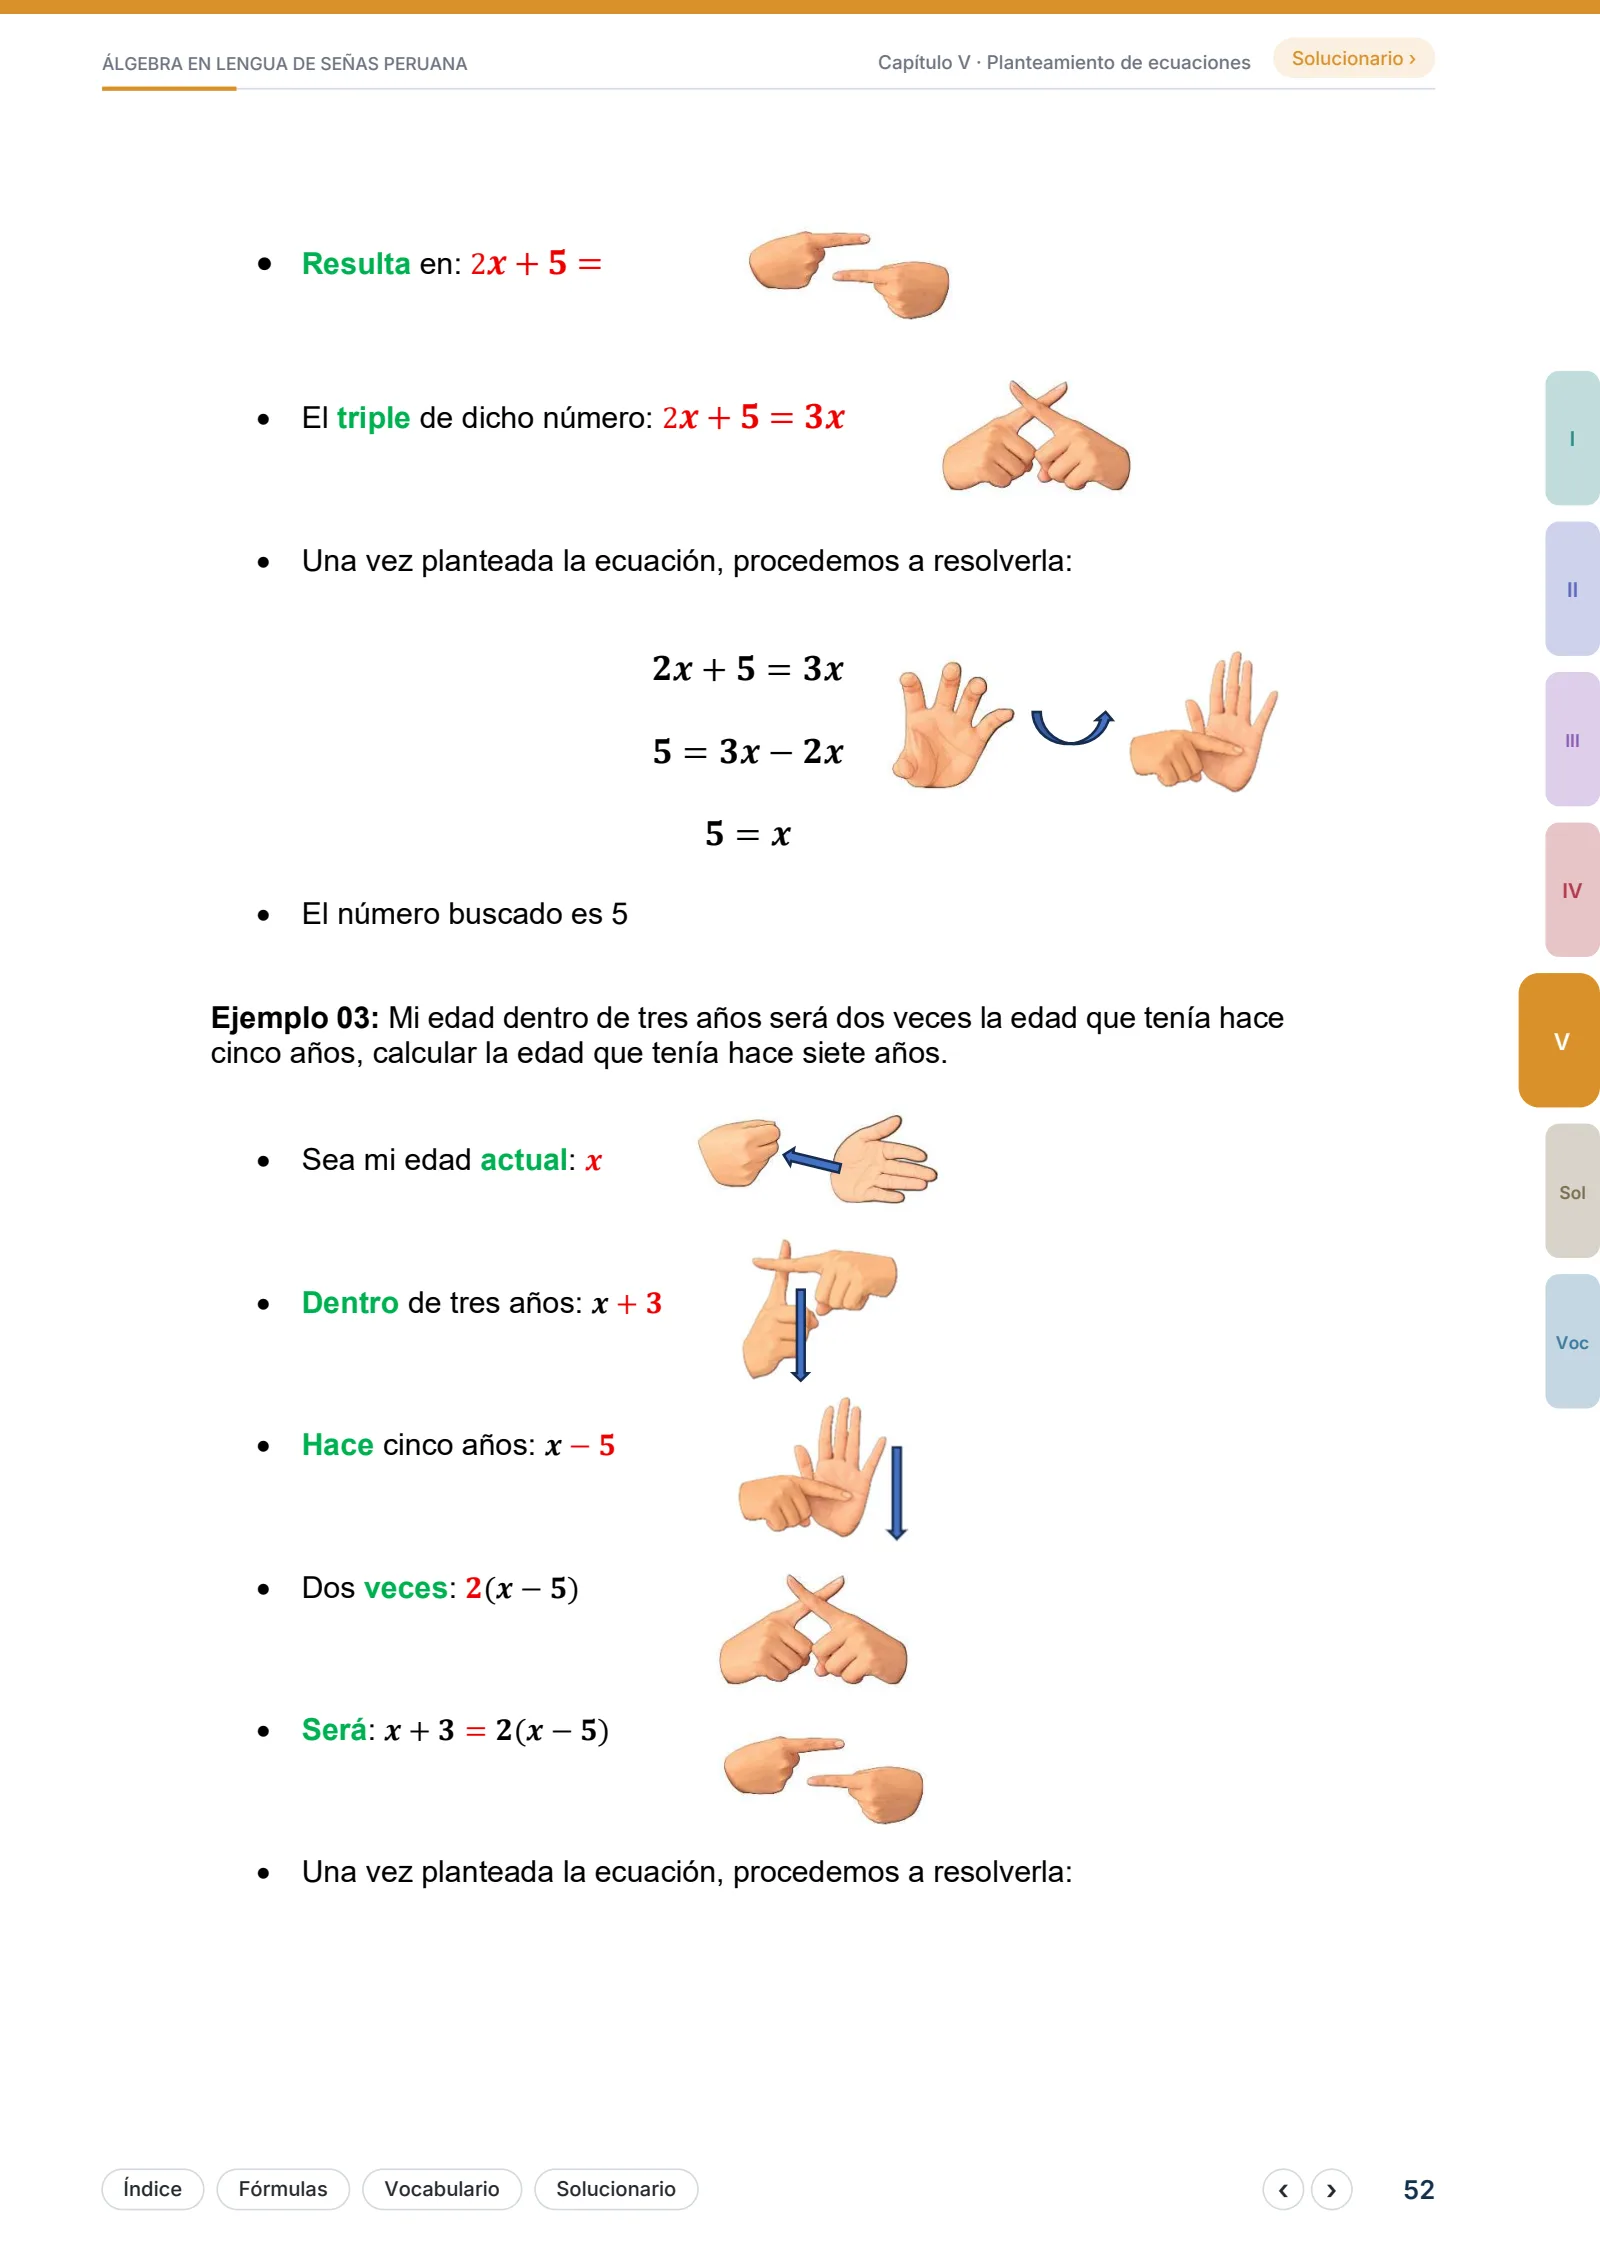 ÁLGEBRA EN LENGUA DE SEÑAS PERUANA
Capítulo V · Planteamiento de ecuaciones
Solucionario ›
• Resulta en: 2x + 5 =
• El triple de dicho número: 2x + 5 = 3x
• Una vez planteada la ecuación, procedemos a resolverla:
2x + 5 = 3x
5 = 3x − 2x
5 = x
• El número buscado es 5
Ejemplo 03: Mi edad dentro de tres años será dos veces la edad que tenía hace
cinco años, calcular la edad que tenía hace siete años.
• Sea mi edad actual: x
• Dentro de tres años: x + 3
• Hace cinco años: x − 5
• Dos veces: 2(x − 5)
• Será: x + 3 = 2(x − 5)
• Una vez planteada la ecuación, procedemos a resolverla:
I
II
III
IV
V
Sol
Voc
Índice
Fórmulas
Vocabulario
Solucionario
‹
›
52